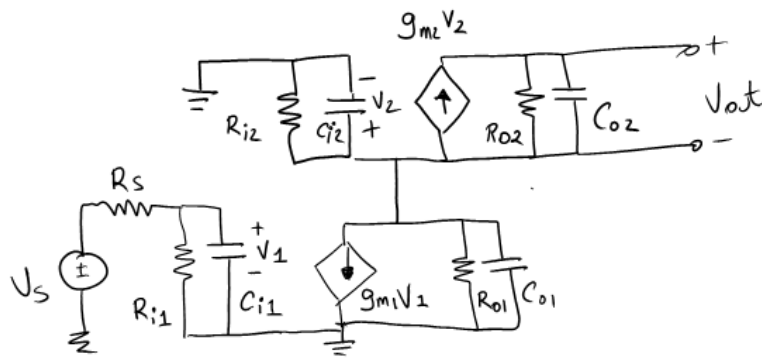 gm2V2
+
−
V2
+
Ri2
Ci2
Ro2
Co2
Vout
−
Rs
+
V1
−
Vs
±
Ri1
Ci1
gm1V1
Ro1
Co1